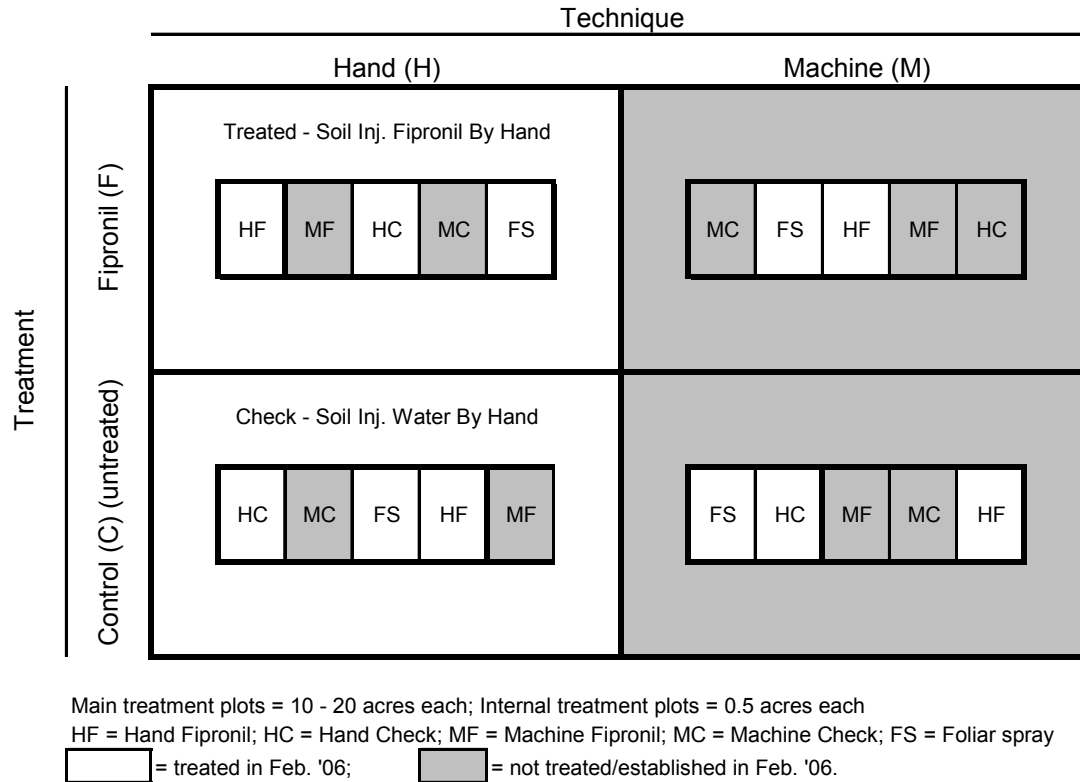 Technique
Hand (H) Machine (M)
Treatment
Fipronil (F)
Treated - Soil Inj. Fipronil By Hand
HF MF HC MC FS
MC FS HF MF HC
Control (C) (untreated)
Check - Soil Inj. Water By Hand
HC MC FS HF MF
FS HC MF MC HF
Main treatment plots = 10 - 20 acres each; Internal treatment plots = 0.5 acres each
HF = Hand Fipronil; HC = Hand Check; MF = Machine Fipronil; MC = Machine Check; FS = Foliar spray
= treated in Feb. '06; = not treated/established in Feb. '06.